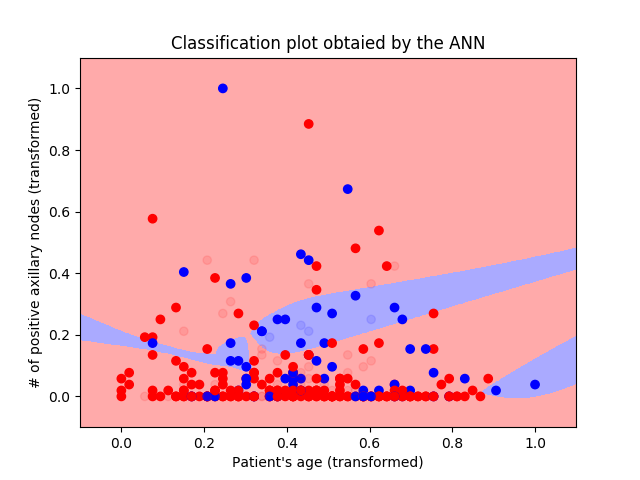 Classification plot obtaied by the ANN
# of positive axillary nodes (transformed)
1.0
0.8
0.6
0.4
0.2
0.0
0.0 0.2 0.4 0.6 0.8 1.0
Patient's age (transformed)